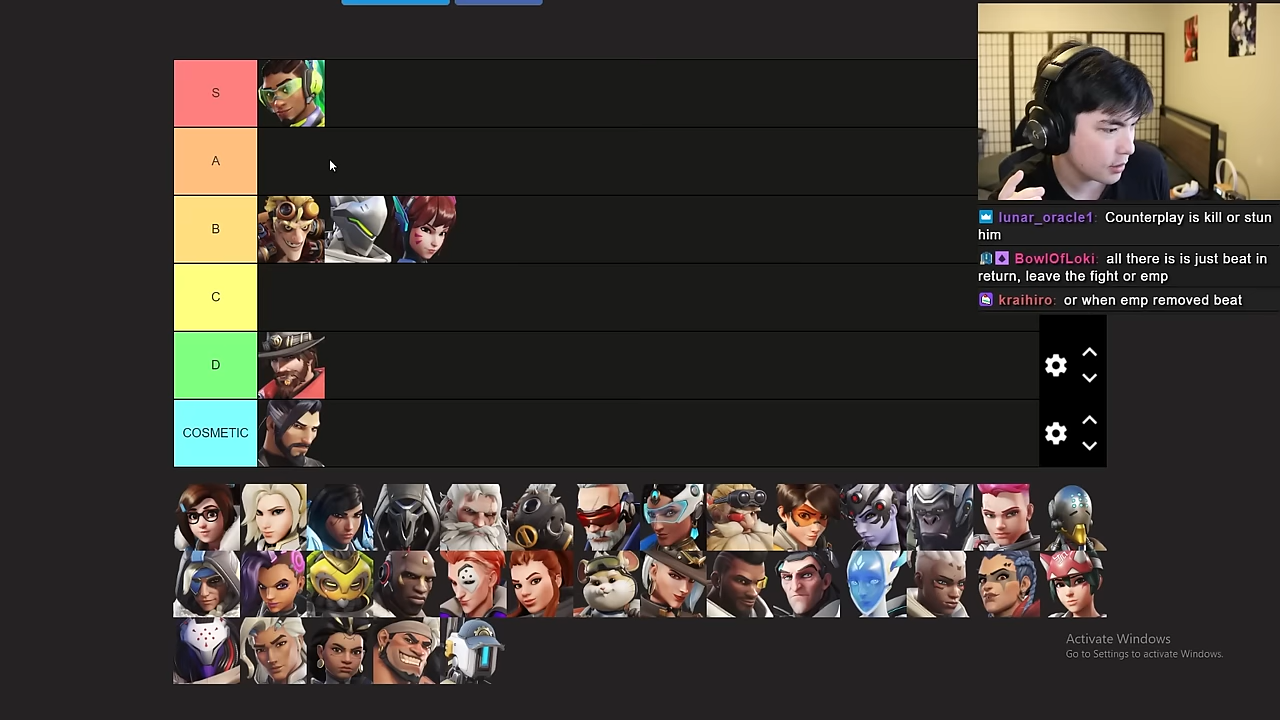 S
A
B
C
D
COSMETIC
lunar_oracle1: Counterplay is kill or stun
him
BowlOfLoki: all there is is just beat in
return, leave the fight or emp
kraihiro: or when emp removed beat
Activate Windows
Go to Settings to activate Windows.